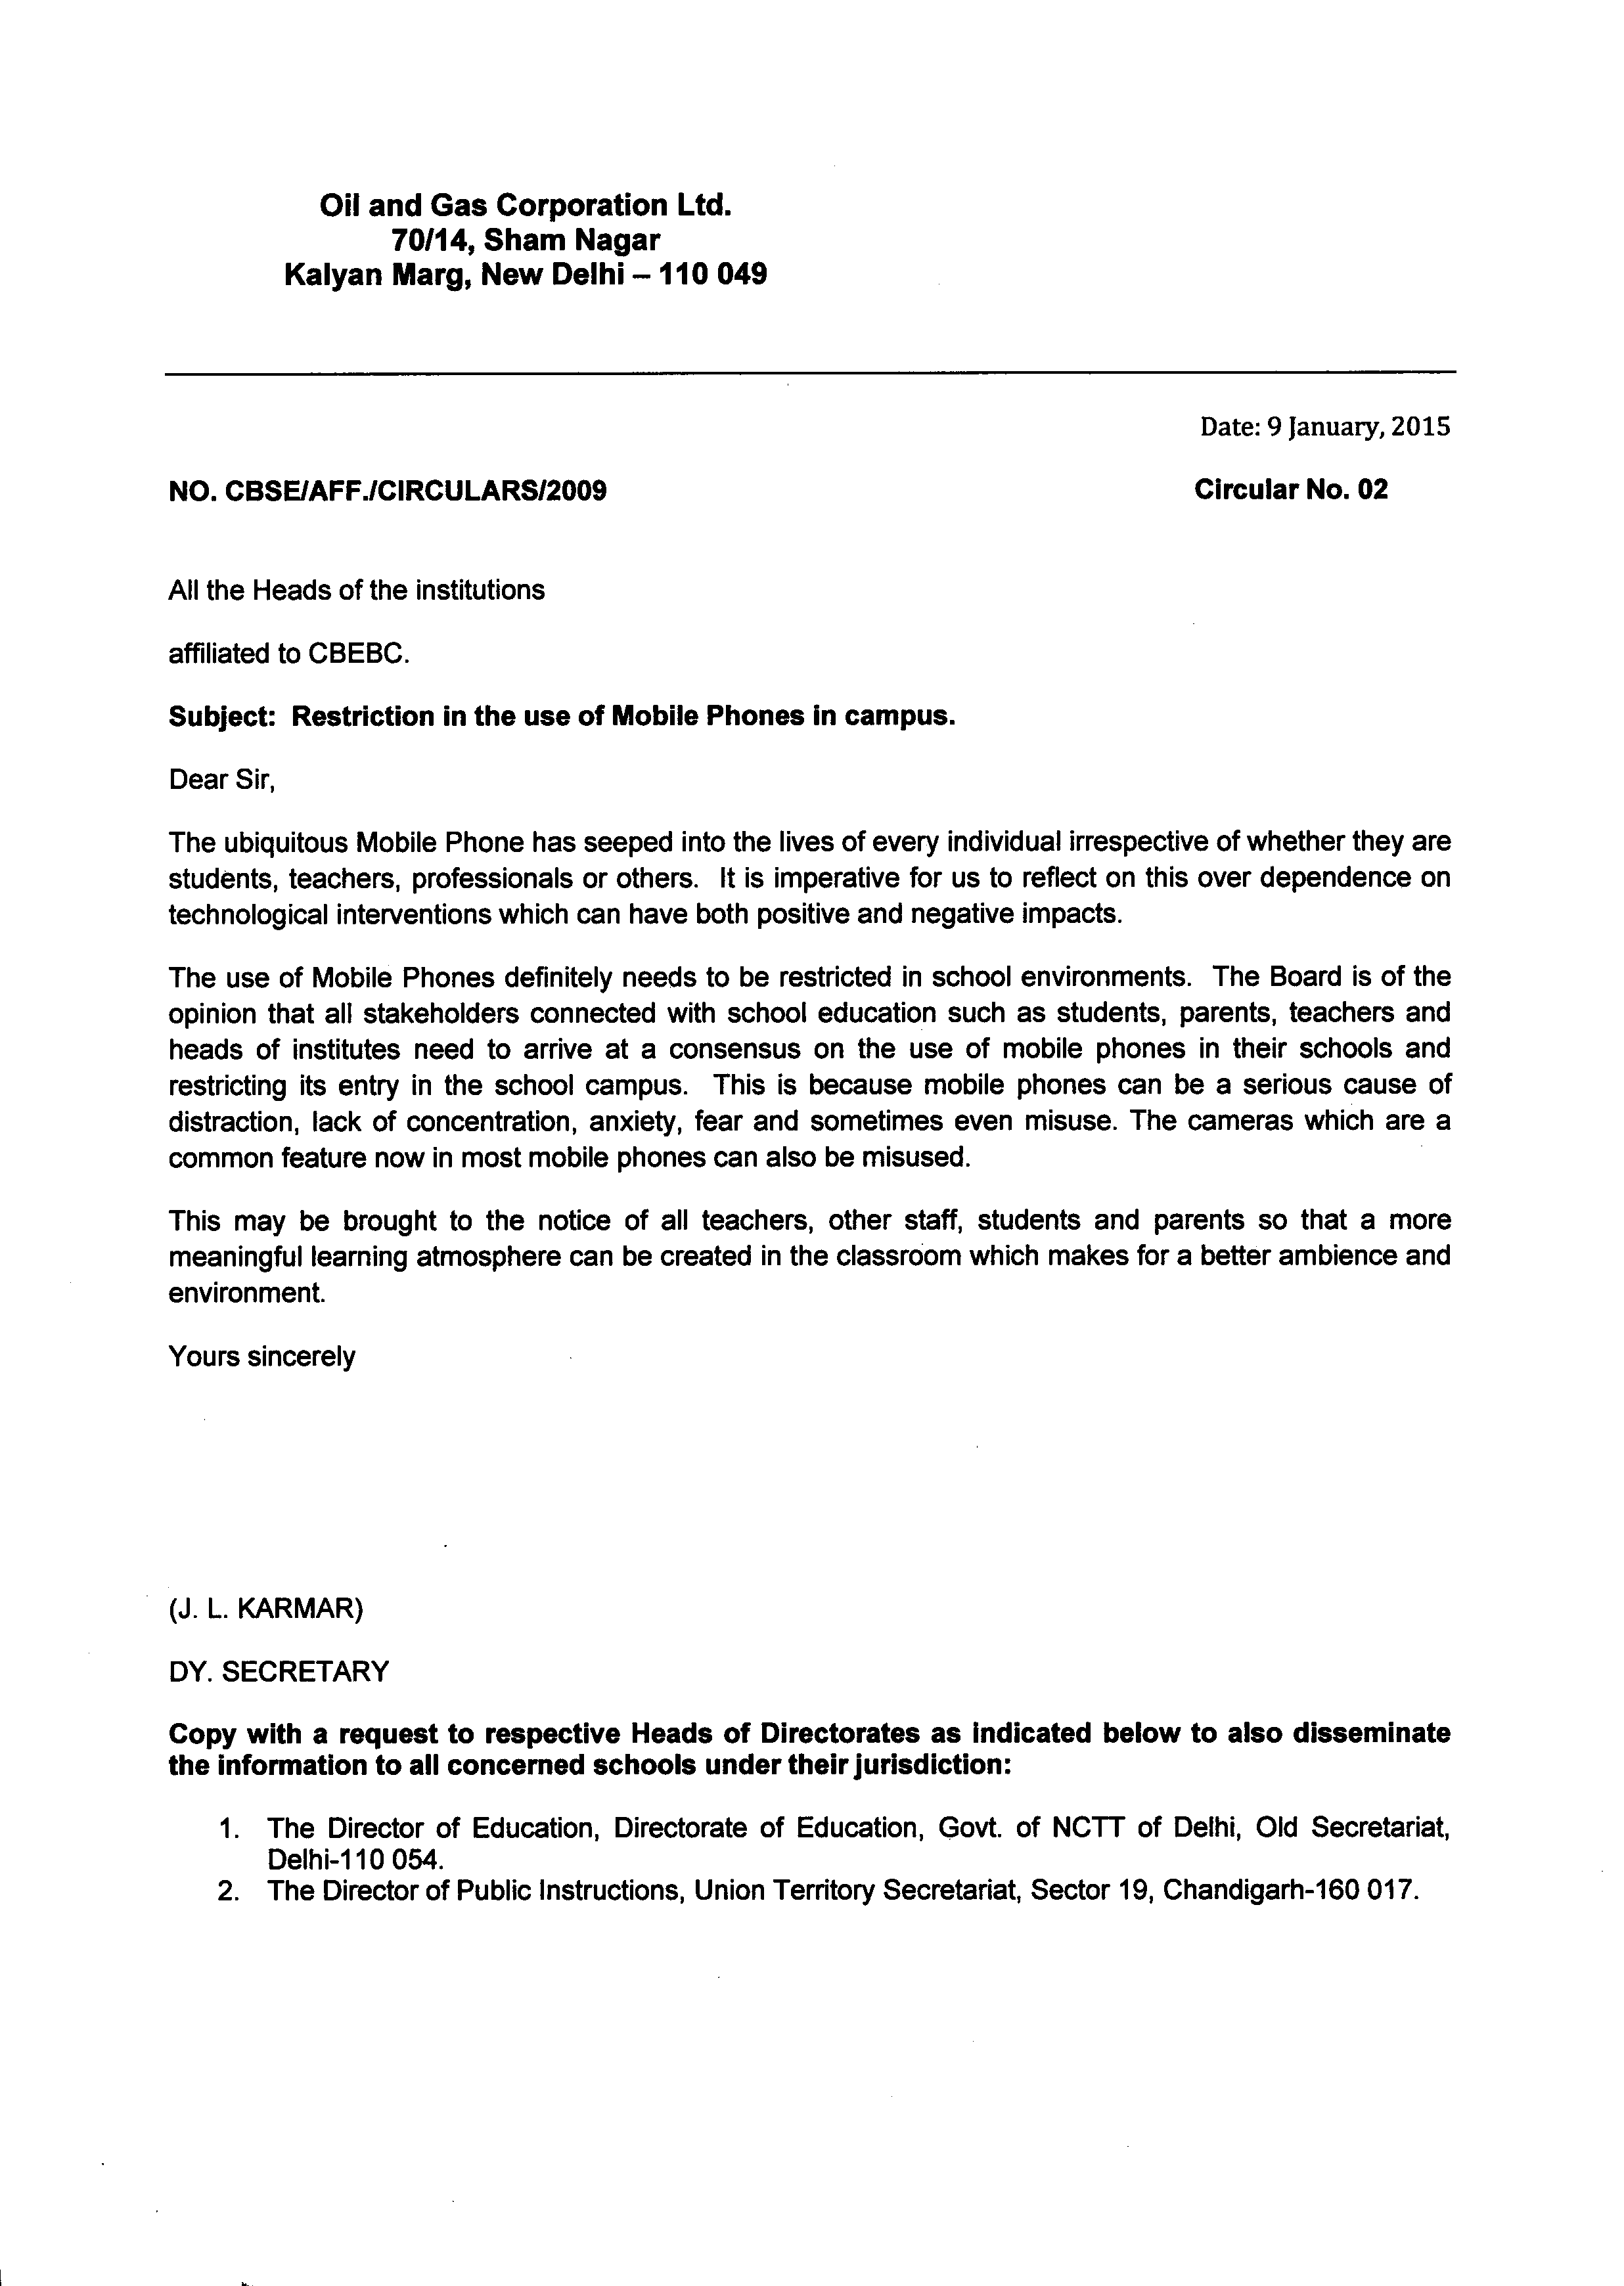 Oil and Gas Corporation Ltd.
70/14, Sham Nagar
Kalyan Marg, New Delhi – 110 049
Date: 9 January, 2015
NO. CBSE/AFF./CIRCULARS/2009 Circular No. 02
All the Heads of the institutions
affiliated to CBEBC.
Subject: Restriction in the use of Mobile Phones in campus.
Dear Sir,
The ubiquitous Mobile Phone has seeped into the lives of every individual irrespective of whether they are
students, teachers, professionals or others. It is imperative for us to reflect on this over dependence on
technological interventions which can have both positive and negative impacts.
The use of Mobile Phones definitely needs to be restricted in school environments. The Board is of the
opinion that all stakeholders connected with school education such as students, parents, teachers and
heads of institutes need to arrive at a consensus on the use of mobile phones in their schools and
restricting its entry in the school campus. This is because mobile phones can be a serious cause of
distraction, lack of concentration, anxiety, fear and sometimes even misuse. The cameras which are a
common feature now in most mobile phones can also be misused.
This may be brought to the notice of all teachers, other staff, students and parents so that a more
meaningful learning atmosphere can be created in the classroom which makes for a better ambience and
environment.
Yours sincerely
(J. L. KARMAR)
DY. SECRETARY
Copy with a request to respective Heads of Directorates as indicated below to also disseminate
the information to all concerned schools under their jurisdiction:
1. The Director of Education, Directorate of Education, Govt. of NCTT of Delhi, Old Secretariat,
Delhi-110 054.
2. The Director of Public Instructions, Union Territory Secretariat, Sector 19, Chandigarh-160 017.